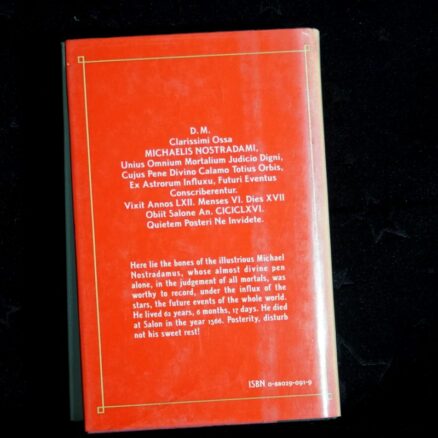 D. M.
Clarissimi Ossa
MICHAELIS NOSTRADAMI,
Unius Omnium Mortalium Judicio Digni,
Cujus Pene Divino Calamo Totius Orbis,
Ex Astrorum Influxu, Futuri Eventus
Conscriberentur.
Vixit Annos LXII. Menses VI. Dies XVII
Obiit Salone An. CICICLXVI.
Quietem Posteri Ne Invidete.
Here lie the bones of the illustrious Michael
Nostradamus, whose almost divine pen
alone, in the judgement of all mortals, was
worthy to record, under the influx of the
stars, the future events of the whole world.
He lived 62 years, 6 months, 17 days. He died
at Salon in the year 1566. Posterity, disturb
not his sweet rest!
ISBN 0-88029-091-9